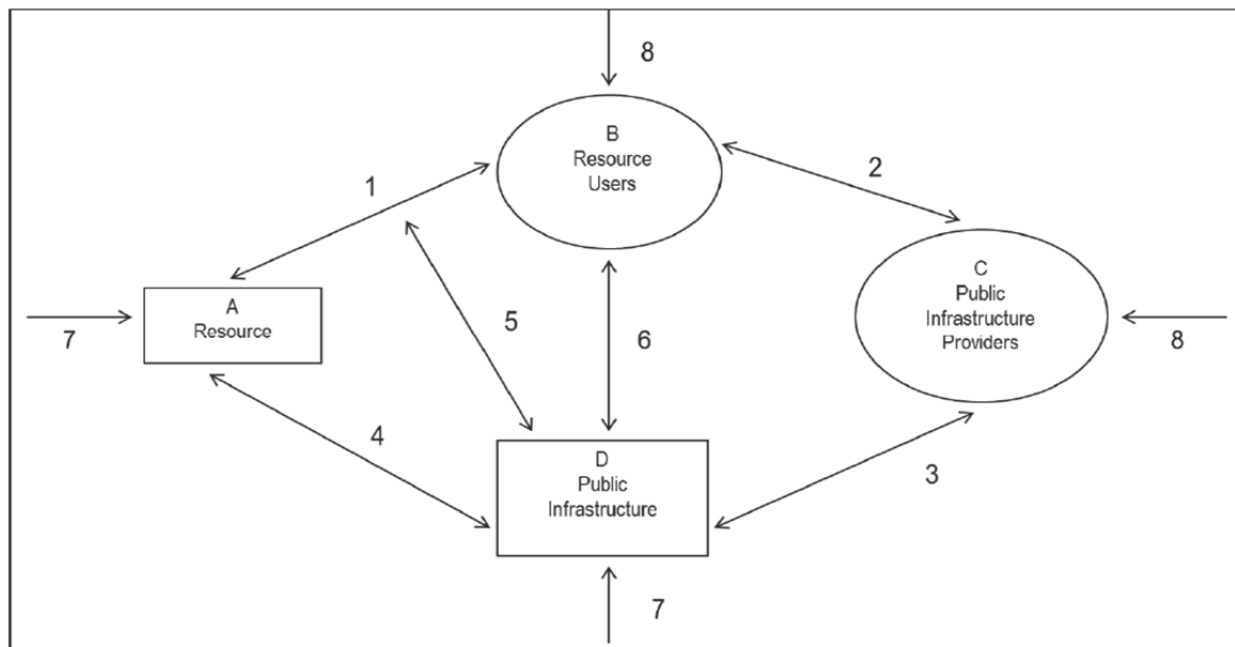 8
B
Resource
Users
1
2
A
Resource
C
Public
Infrastructure
Providers
7
5
6
8
4
D
Public
Infrastructure
3
7